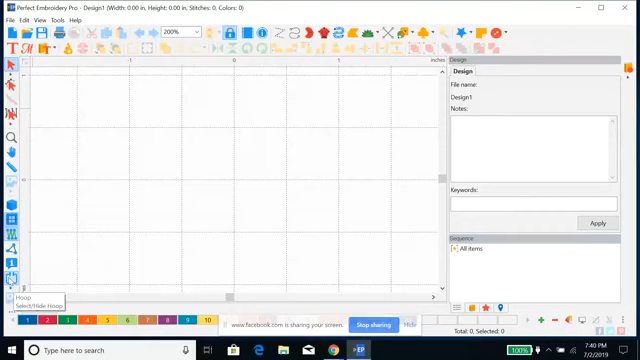 Perfect Embroidery Pro - Design1 (Width: 0.00 in, Height: 0.00 in, Stitches: 0, Colors: 0)
File Edit View Tools Help
200%
-1 0 1 inches
0
Design
Design
File name:
Design1
Notes:
Keywords:
Apply
Sequence
All items
Hoop
Select/Hide Hoop
1 2 3 4 5 6 7 8 9 10
www.facebook.com is sharing your screen. Stop sharing Hide
Total: 0, Selected: 0
Type here to search
EP
100%
7:40 PM
7/2/2019